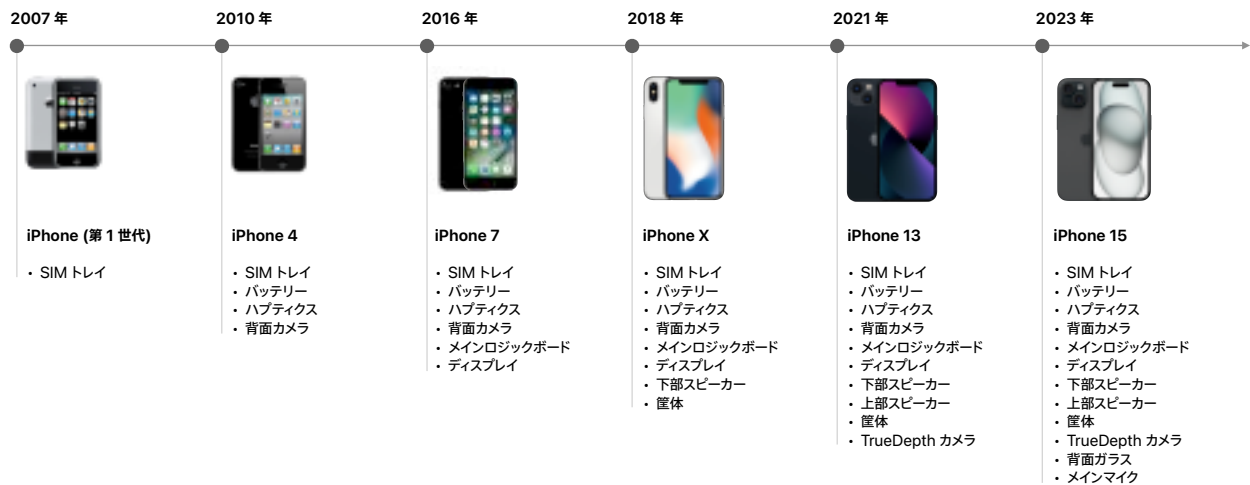 2007 年
2010 年
2016 年
2018 年
2021 年
2023 年
iPhone (第 1 世代)
• SIM トレイ
iPhone 4
• SIM トレイ
• バッテリー
• ハプティクス
• 背面カメラ
iPhone 7
• SIM トレイ
• バッテリー
• ハプティクス
• 背面カメラ
• メインロジックボード
• ディスプレイ
iPhone X
• SIM トレイ
• バッテリー
• ハプティクス
• 背面カメラ
• メインロジックボード
• ディスプレイ
• 下部スピーカー
• 筐体
iPhone 13
• SIM トレイ
• バッテリー
• ハプティクス
• 背面カメラ
• メインロジックボード
• ディスプレイ
• 下部スピーカー
• 上部スピーカー
• 筐体
• TrueDepth カメラ
iPhone 15
• SIM トレイ
• バッテリー
• ハプティクス
• 背面カメラ
• メインロジックボード
• ディスプレイ
• 下部スピーカー
• 上部スピーカー
• 筐体
• TrueDepth カメラ
• 背面ガラス
• メインマイク